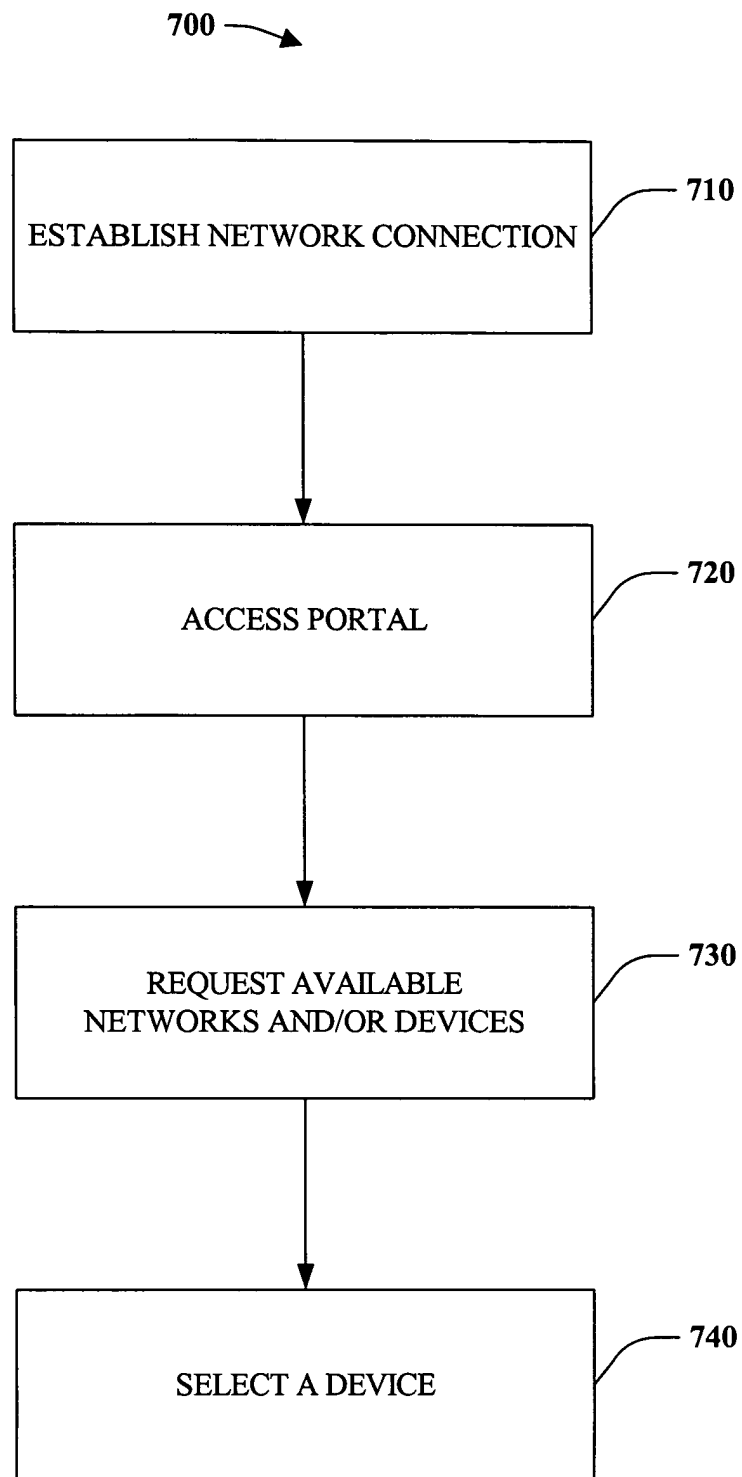 700
710
ESTABLISH NETWORK CONNECTION
720
ACCESS PORTAL
730
REQUEST AVAILABLE
NETWORKS AND/OR DEVICES
740
SELECT A DEVICE